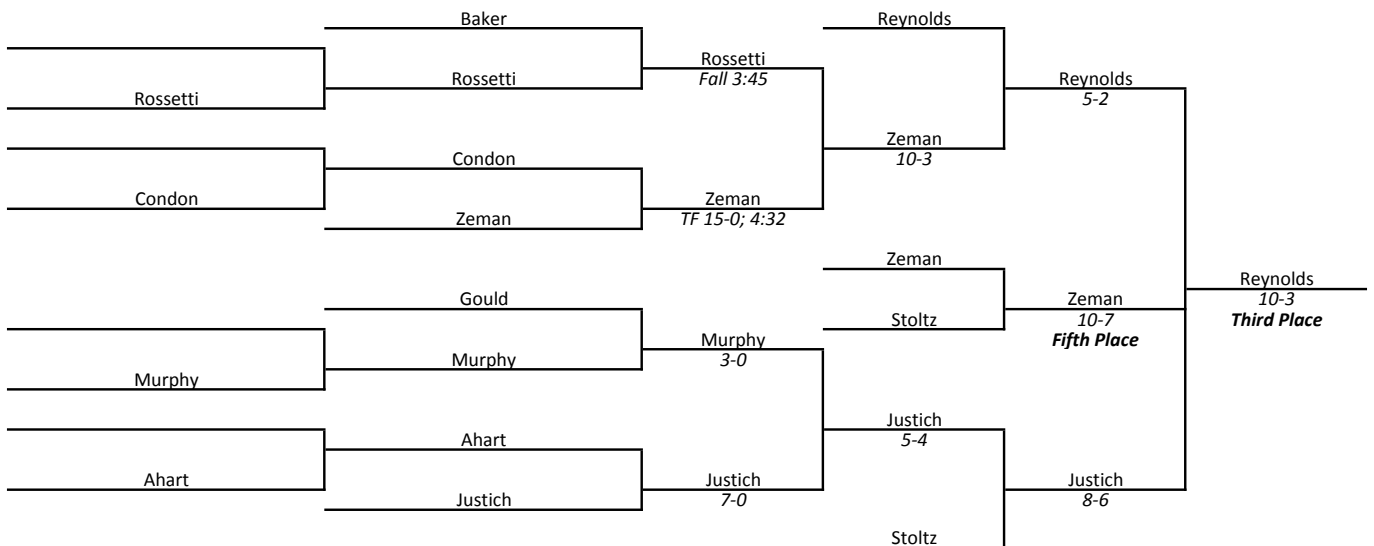 Baker
Reynolds
Rossetti
Fall 3:45
Rossetti
Rossetti
Reynolds
5-2
Zeman
10-3
Condon
Condon
Zeman
TF 15-0; 4:32
Zeman
Zeman
Reynolds
10-3
Third Place
Gould
Zeman
10-7
Fifth Place
Stoltz
Murphy
3-0
Murphy
Murphy
Justich
5-4
Ahart
Ahart
Justich
7-0
Justich
8-6
Justich
Stoltz